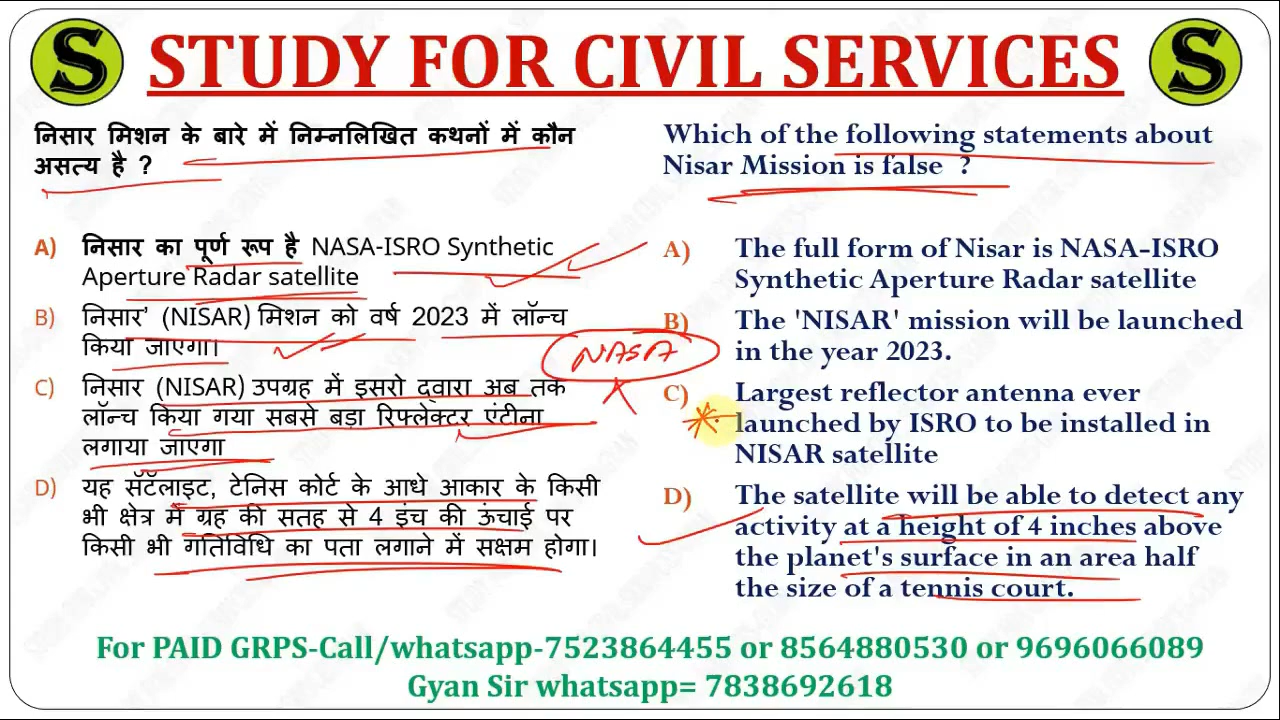 S
STUDY FOR CIVIL SERVICES
S
निसार मिशन के बारे में निम्नलिखित कथनों में कौन
असत्य है ?
A) निसार का पूर्ण रूप है NASA-ISRO Synthetic
Aperture Radar satellite
B) निसार’ (NISAR) मिशन को वर्ष 2023 में लॉन्च
किया जाएगा।
C) निसार (NISAR) उपग्रह में इसरो द्वारा अब तक
लॉन्च किया गया सबसे बड़ा रिफ्लेक्टर एंटीना
लगाया जाएगा
D) यह सैटॅलाइट, टेनिस कोर्ट के आधे आकार के किसी
भी क्षेत्र में ग्रह की सतह से 4 इंच की ऊंचाई पर
किसी भी गतिविधि का पता लगाने में सक्षम होगा।
NASA
Which of the following statements about
Nisar Mission is false ?
A) The full form of Nisar is NASA-ISRO
Synthetic Aperture Radar satellite
B) The 'NISAR' mission will be launched
in the year 2023.
C) Largest reflector antenna ever
launched by ISRO to be installed in
NISAR satellite
D) The satellite will be able to detect any
activity at a height of 4 inches above
the planet's surface in an area half
the size of a tennis court.
For PAID GRPS-Call/whatsapp-7523864455 or 8564880530 or 9696066089
Gyan Sir whatsapp= 7838692618